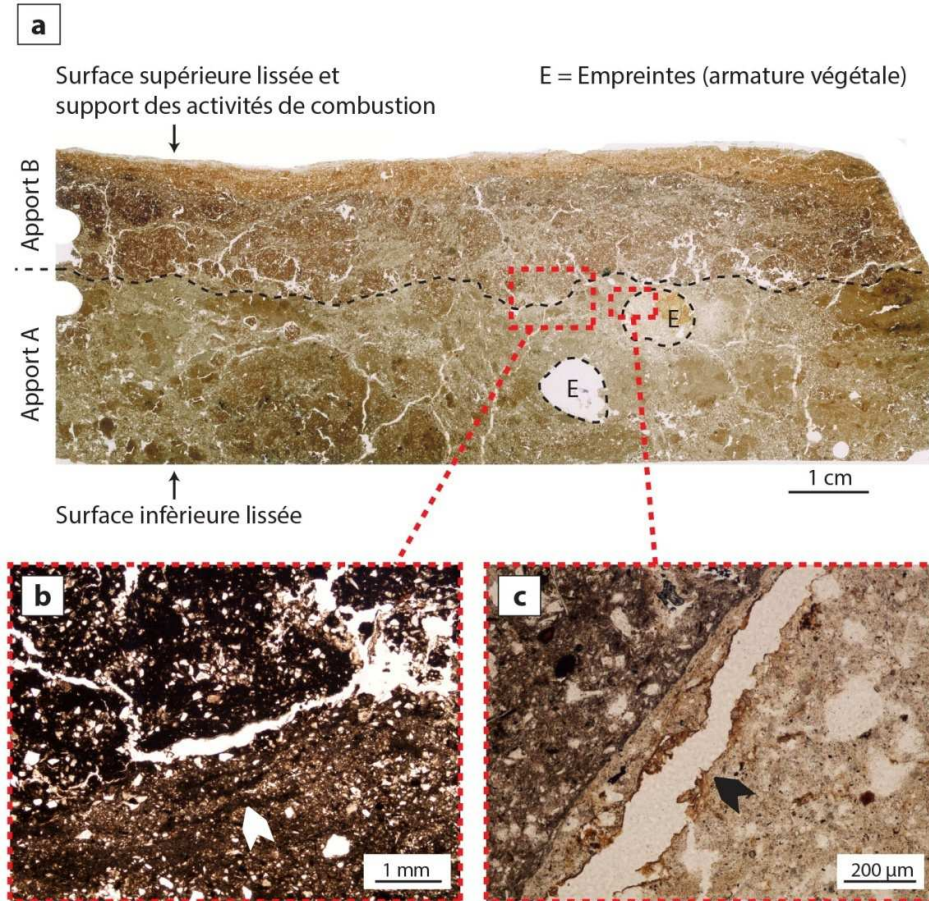 a
Surface supérieure lissée et
support des activités de combustion
E = Empreintes (armature végétale)
Apport B
Apport A
E
E
1 cm
Surface infèrieure lissée
b
1 mm
c
200 µm